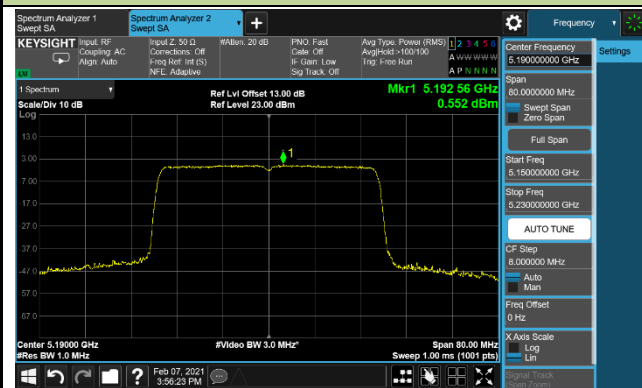 Spectrum Analyzer 1
Swept SA
Spectrum Analyzer 2
Swept SA
+
Frequency
KEYSIGHT
Input: RF
Coupling: AC
Align: Auto
Input Z: 50 Ω
Corrections: Off
Freq Ref: Int (S)
NFE: Adaptive
#Atten: 20 dB
PNO: Fast
Gate: Off
IF Gain: Low
Sig Track: Off
Avg Type: Power (RMS)
Avg|Hold:>100/100
Trig: Free Run
1 2 3 4 5 6
A W W W W W
A P N N N N
LXI
1 Spectrum
Scale/Div 10 dB
Log
Ref Lvl Offset 13.00 dB
Ref Level 23.00 dBm
Mkr1 5.192 56 GHz
0.552 dBm
13.0
3.00
-7.00
-17.0
-27.0
-37.0
-47.0
-57.0
-67.0
1
Center 5.19000 GHz
#Res BW 1.0 MHz
#Video BW 3.0 MHz*
Span 80.00 MHz
Sweep 1.00 ms (1001 pts)
Feb 07, 2021
3:56:23 PM
?
Center Frequency
5.190000000 GHz
Span
80.0000000 MHz
Swept Span
Zero Span
Full Span
Start Freq
5.150000000 GHz
Stop Freq
5.230000000 GHz
AUTO TUNE
CF Step
8.000000 MHz
Auto
Man
Freq Offset
0 Hz
X Axis Scale
Log
Lin
Signal Track
(Span Zoom)
Settings